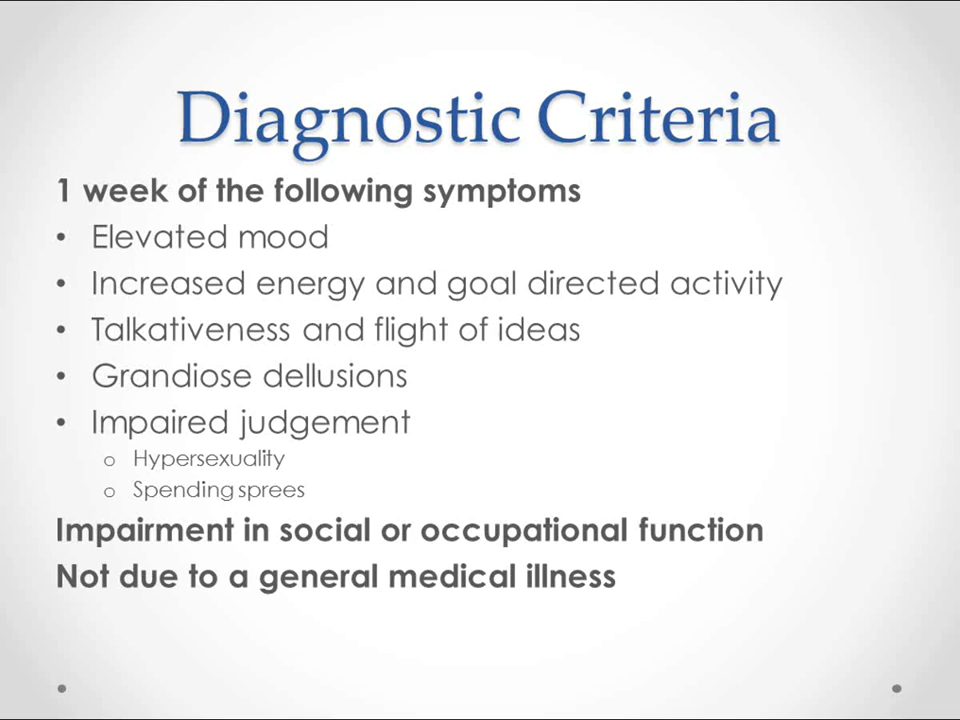 Diagnostic Criteria
1 week of the following symptoms
• Elevated mood
• Increased energy and goal directed activity
• Talkativeness and flight of ideas
• Grandiose dellusions
• Impaired judgement
o Hypersexuality
o Spending sprees
Impairment in social or occupational function
Not due to a general medical illness